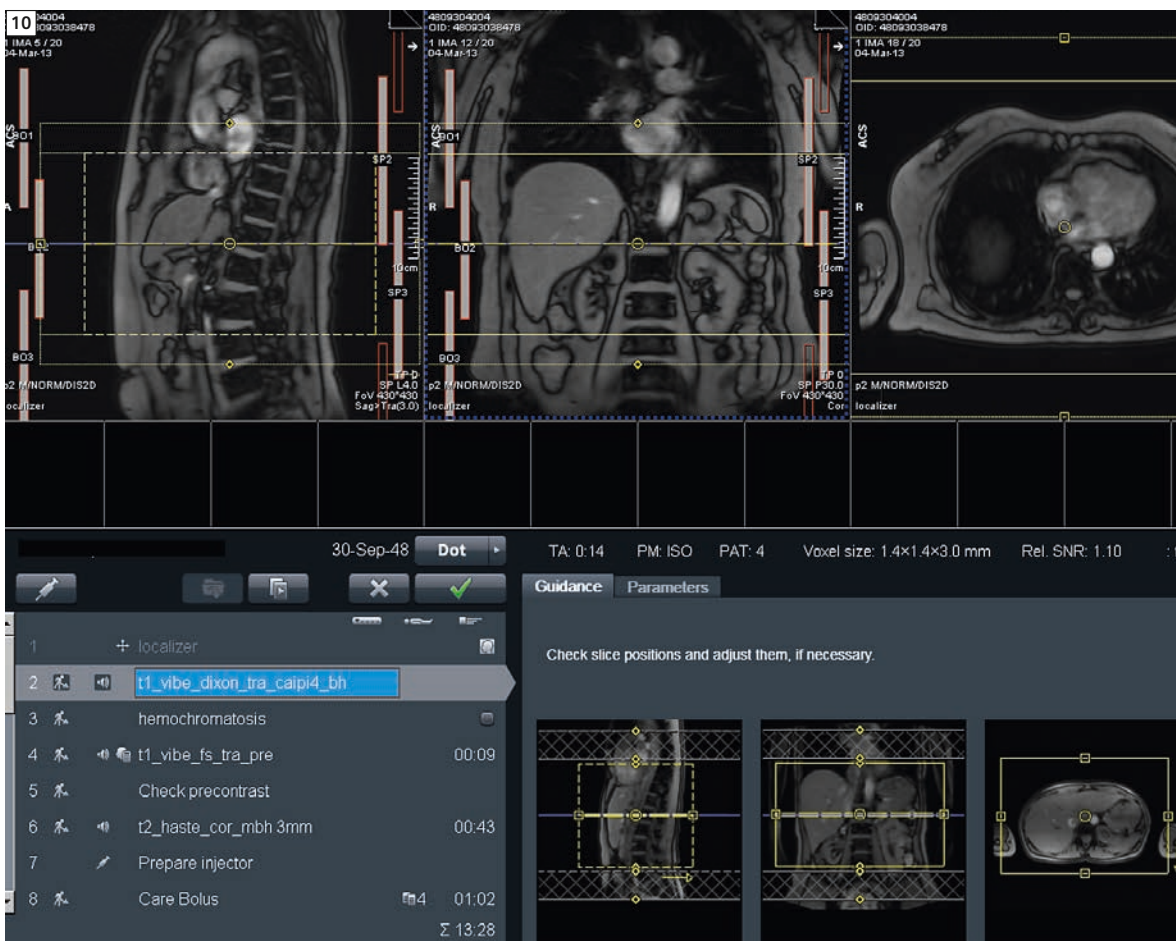 10
093038478
1 IMA 5 / 20
04-Mar-13
ACS
BO1
A
SP2
10cm
SP3
BO3
SP L4.0
FoV 430*430
p2 M/NORM/DIS2D
Sag>Tra(3.0)
localizer
4809304004
OID: 48093038478
1 IMA 12 / 20
04-Mar-13
ACS
BO1
SP2
R
BO2
10cm
SP3
BO3
TP 0
SP P30.0
FoV 430*430
p2 M/NORM/DIS2D
Cor
localizer
4809304004
OID: 48093038478
1 IMA 18 / 20
04-Mar-13
ACS
R
p2 M/NORM/DIS2D
localizer
30-Sep-48 Dot
TA: 0:14 PM: ISO PAT: 4 Voxel size: 1.4×1.4×3.0 mm Rel. SNR: 1.10
Guidance Parameters
Check slice positions and adjust them, if necessary.
1 localizer
2 t1_vibe_dixon_tra_caipi4_bh
3 hemochromatosis
4 t1_vibe_fs_tra_pre 00:09
5 Check precontrast
6 t2_haste_cor_mbh 3mm 00:43
7 Prepare injector
8 Care Bolus 4 01:02
Σ 13:28